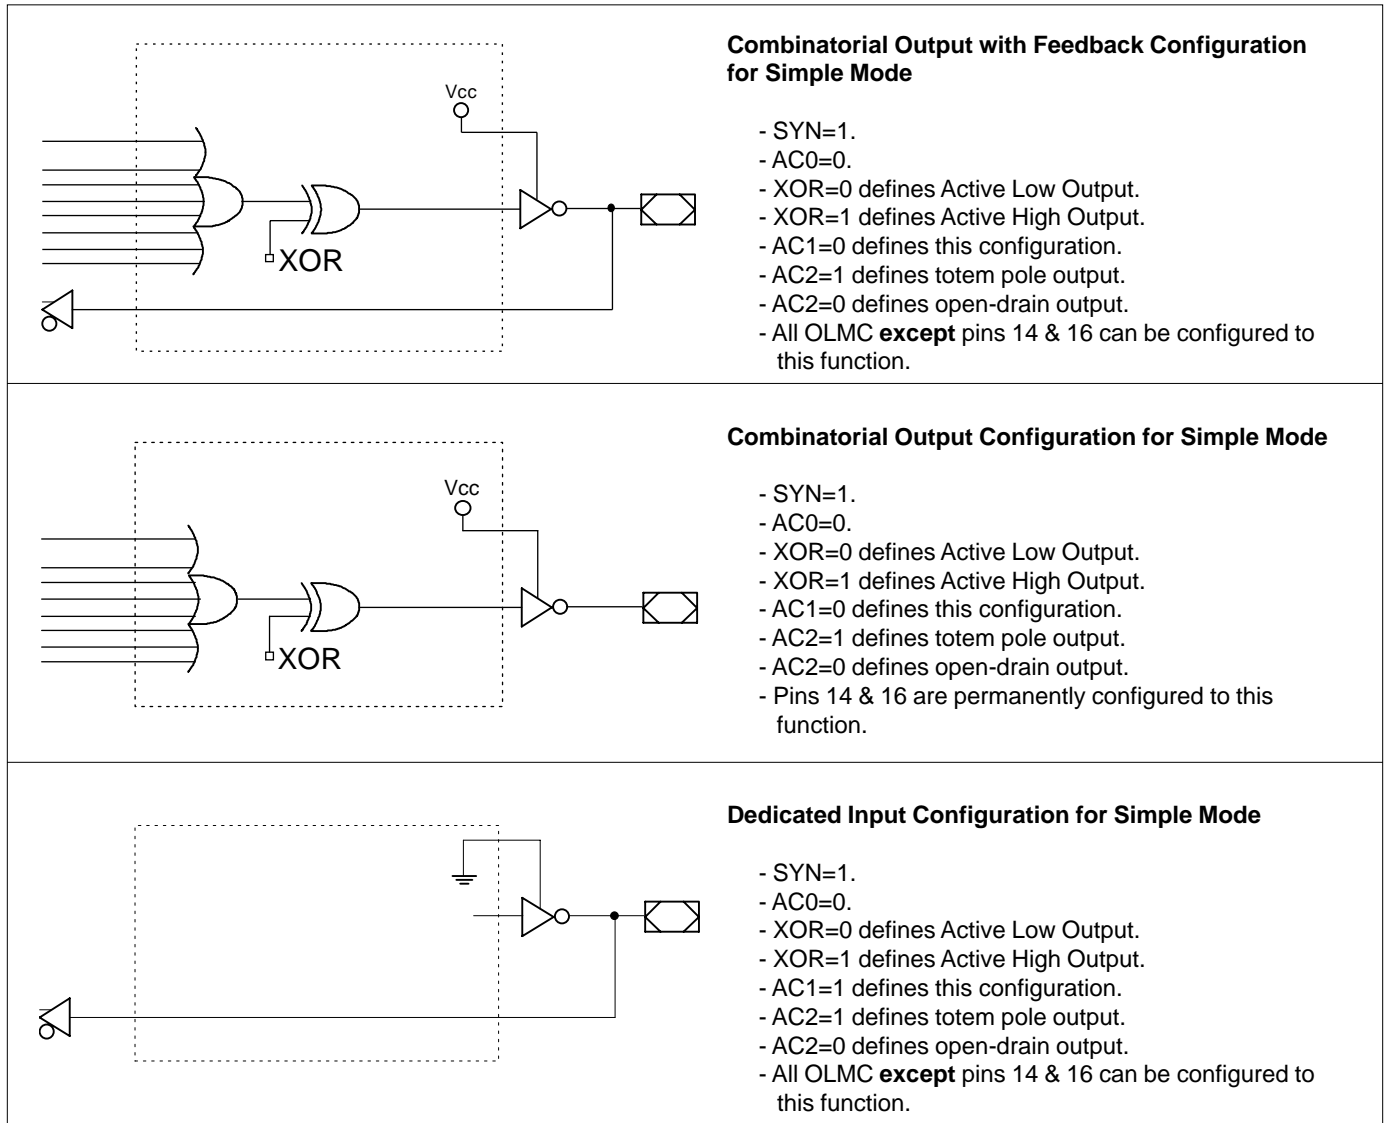 Combinatorial Output with Feedback Configuration
for Simple Mode
Vcc
XOR
- SYN=1.
- AC0=0.
- XOR=0 defines Active Low Output.
- XOR=1 defines Active High Output.
- AC1=0 defines this configuration.
- AC2=1 defines totem pole output.
- AC2=0 defines open-drain output.
- All OLMC except pins 14 & 16 can be configured to
this function.
Combinatorial Output Configuration for Simple Mode
Vcc
XOR
- SYN=1.
- AC0=0.
- XOR=0 defines Active Low Output.
- XOR=1 defines Active High Output.
- AC1=0 defines this configuration.
- AC2=1 defines totem pole output.
- AC2=0 defines open-drain output.
- Pins 14 & 16 are permanently configured to this
function.
Dedicated Input Configuration for Simple Mode
- SYN=1.
- AC0=0.
- XOR=0 defines Active Low Output.
- XOR=1 defines Active High Output.
- AC1=1 defines this configuration.
- AC2=1 defines totem pole output.
- AC2=0 defines open-drain output.
- All OLMC except pins 14 & 16 can be configured to
this function.